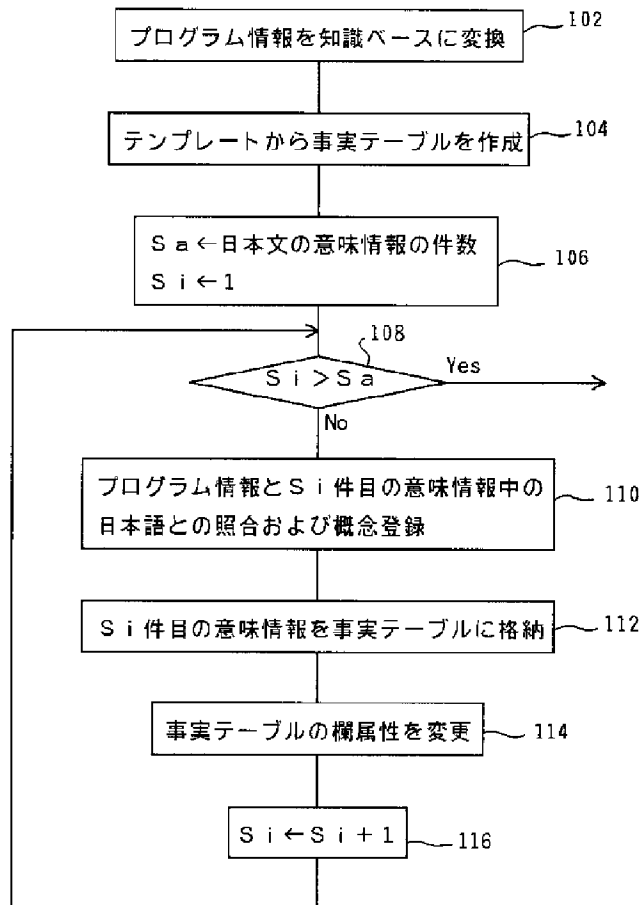 プログラム情報を知識ベースに変換
102
テンプレートから事実テーブルを作成
104
Ｓａ←日本文の意味情報の件数
Ｓｉ←１
106
108
Ｓｉ＞Ｓａ
Yes
No
プログラム情報とＳｉ件目の意味情報中の
日本語との照合および概念登録
110
Ｓｉ件目の意味情報を事実テーブルに格納
112
事実テーブルの欄属性を変更
114
Ｓｉ←Ｓｉ＋１
116